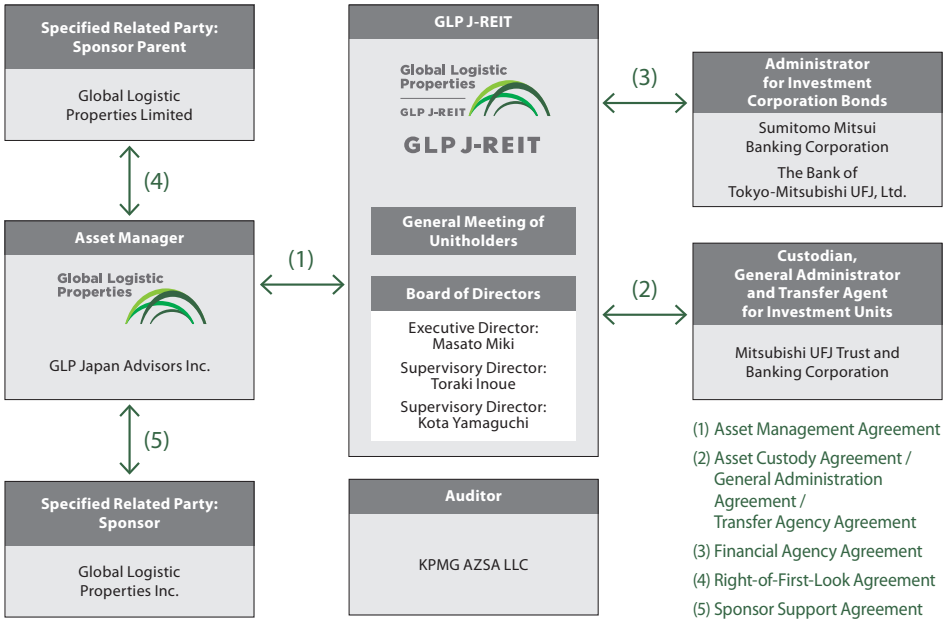 Specified Related Party:
Sponsor Parent
Global Logistic
Properties Limited
(4)
Asset Manager
Global Logistic
Properties
GLP Japan Advisors Inc.
(5)
Specified Related Party:
Sponsor
Global Logistic
Properties Inc.
(1)
GLP J-REIT
Global Logistic
Properties
GLP J-REIT
GLP J-REIT
General Meeting of
Unitholders
Board of Directors
Executive Director:
Masato Miki
Supervisory Director:
Toraki Inoue
Supervisory Director:
Kota Yamaguchi
Auditor
KPMG AZSA LLC
(3)
Administrator
for Investment
Corporation Bonds
Sumitomo Mitsui
Banking Corporation
The Bank of
Tokyo-Mitsubishi UFJ, Ltd.
(2)
Custodian,
General Administrator
and Transfer Agent
for Investment Units
Mitsubishi UFJ Trust and
Banking Corporation
(1) Asset Management Agreement
(2) Asset Custody Agreement /
General Administration
Agreement /
Transfer Agency Agreement
(3) Financial Agency Agreement
(4) Right-of-First-Look Agreement
(5) Sponsor Support Agreement